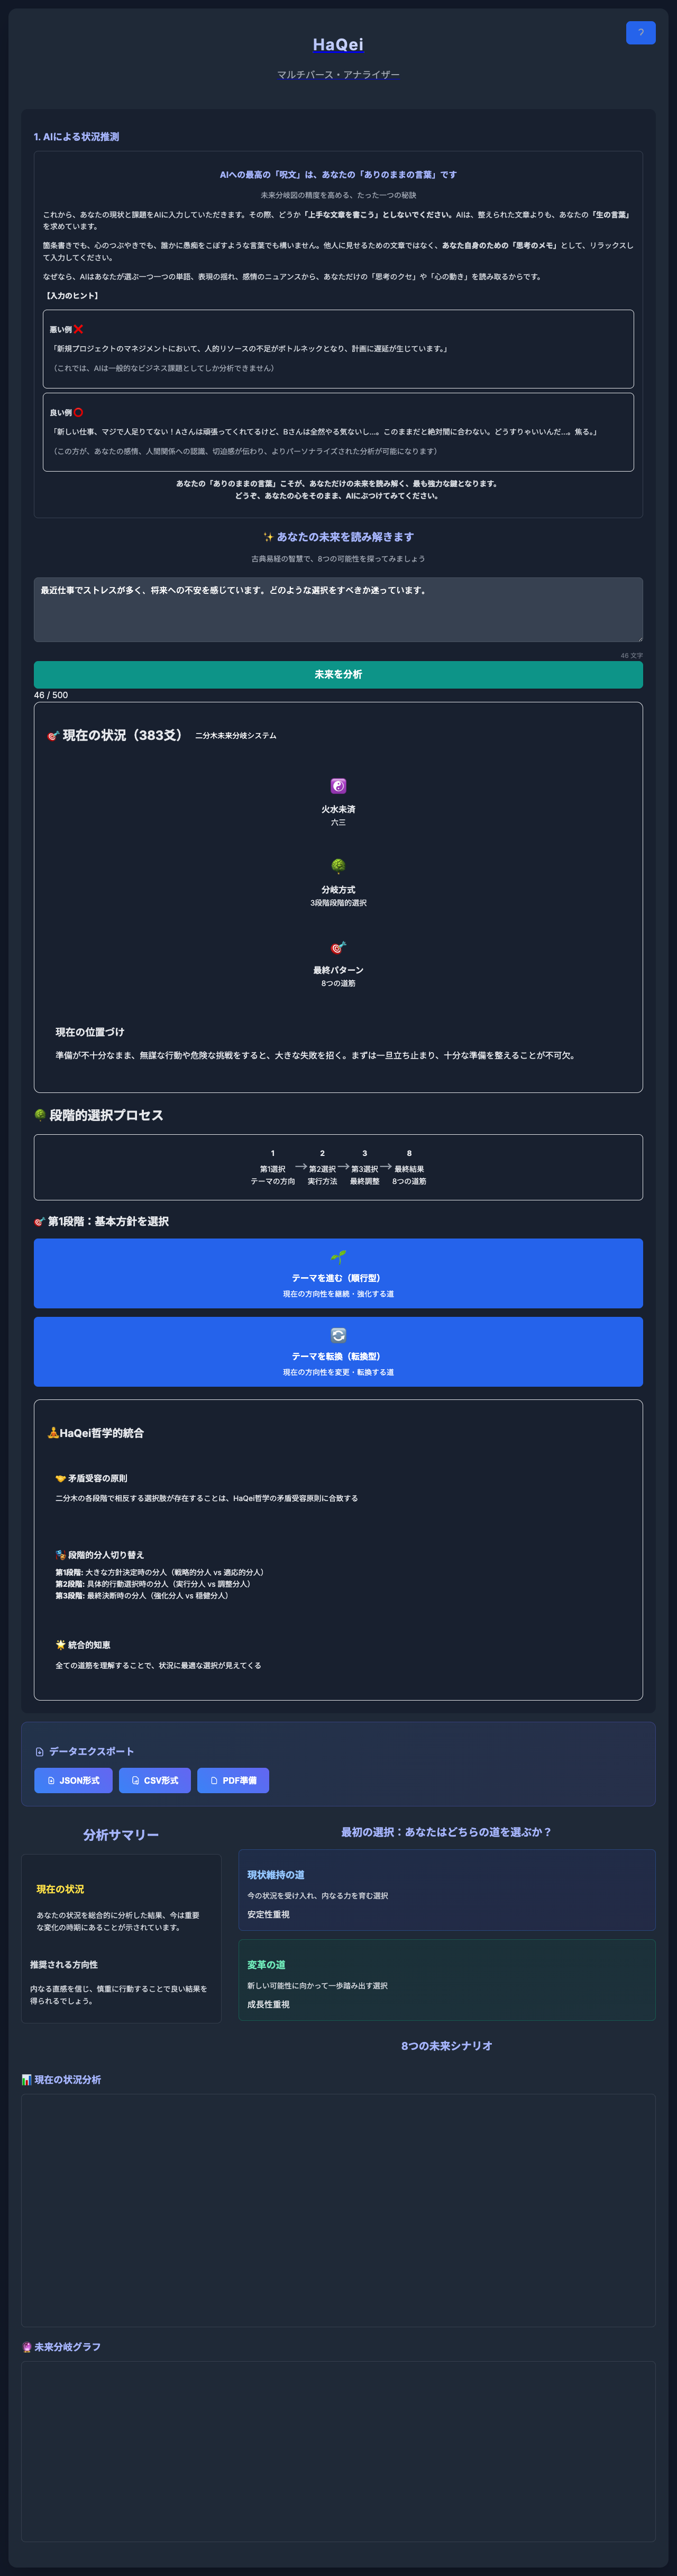 HaQei
?
マルチバース・アナライザー
1. AIによる状況推測
AIへの最高の「呪文」は、あなたの「ありのままの言葉」です
未来分岐図の精度を高める、たった一つの秘訣
これから、あなたの現状と課題をAIに入力していただきます。その際、どうか「上手な文章を書こう」としないでください。AIは、整えられた文章よりも、あなたの「生の言葉」
を求めています。
箇条書きでも、心のつぶやきでも、誰かに愚痴をこぼすような言葉でも構いません。他人に見せるための文章ではなく、あなた自身のための「思考のメモ」として、リラックスし
て入力してください。
なぜなら、AIはあなたが選ぶ一つ一つの単語、表現の揺れ、感情のニュアンスから、あなただけの「思考のクセ」や「心の動き」を読み取るからです。
【入力のヒント】
悪い例❌
「新規プロジェクトのマネジメントにおいて、人的リソースの不足がボトルネックとなり、計画に遅延が生じています。」
（これでは、AIは一般的なビジネス課題としてしか分析できません）
良い例⭕
「新しい仕事、マジで人足りてない！Aさんは頑張ってくれてるけど、Bさんは全然やる気ないし…。このままだと絶対間に合わない。どうすりゃいいんだ…。焦る。」
（この方が、あなたの感情、人間関係への認識、切迫感が伝わり、よりパーソナライズされた分析が可能になります）
あなたの「ありのままの言葉」こそが、あなただけの未来を読み解く、最も強力な鍵となります。
どうぞ、あなたの心をそのまま、AIにぶつけてみてください。
✨ あなたの未来を読み解きます
古典易経の智慧で、8つの可能性を探ってみましょう
最近仕事でストレスが多く、将来への不安を感じています。どのような選択をすべきか迷っています。
46 文字
未来を分析
46 / 500
🎯 現在の状況（383爻） 二分木未来分岐システム
☯️
火水未済
六三
🌳
分岐方式
3段階段階的選択
🎯
最終パターン
8つの道筋
現在の位置づけ
準備が不十分なまま、無謀な行動や危険な挑戦をすると、大きな失敗を招く。まずは一旦立ち止まり、十分な準備を整えることが不可欠。
🌳 段階的選択プロセス
1 2 3 8
第1選択 → 第2選択 → 第3選択 → 最終結果
テーマの方向 実行方法 最終調整 8つの道筋
🎯 第1段階：基本方針を選択
🌱
テーマを進む（順行型）
現在の方向性を継続・強化する道
🔄
テーマを転換（転換型）
現在の方向性を変更・転換する道
🧘HaQei哲学的統合
🤝 矛盾受容の原則
二分木の各段階で相反する選択肢が存在することは、HaQei哲学の矛盾受容原則に合致する
🎭 段階的分人切り替え
第1段階: 大きな方針決定時の分人（戦略的分人 vs 適応的分人）
第2段階: 具体的行動選択時の分人（実行分人 vs 調整分人）
第3段階: 最終決断時の分人（強化分人 vs 穏健分人）
🌟 統合的知恵
全ての道筋を理解することで、状況に最適な選択が見えてくる
データエクスポート
JSON形式 CSV形式 PDF準備
分析サマリー
現在の状況
あなたの状況を総合的に分析した結果、今は重要
な変化の時期にあることが示されています。
推奨される方向性
内なる直感を信じ、慎重に行動することで良い結果を
得られるでしょう。
最初の選択：あなたはどちらの道を選ぶか？
現状維持の道
今の状況を受け入れ、内なる力を育む選択
安定性重視
変革の道
新しい可能性に向かって一歩踏み出す選択
成長性重視
8つの未来シナリオ
📊 現在の状況分析
🔮 未来分岐グラフ